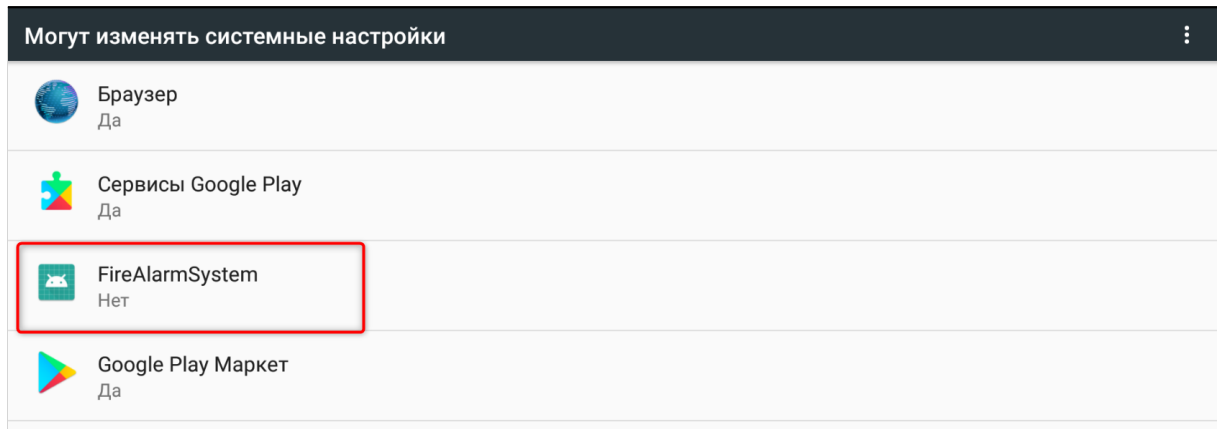 Могут изменять системные настройки
Браузер
Да
Сервисы Google Play
Да
FireAlarmSystem
Нет
Google Play Маркет
Да